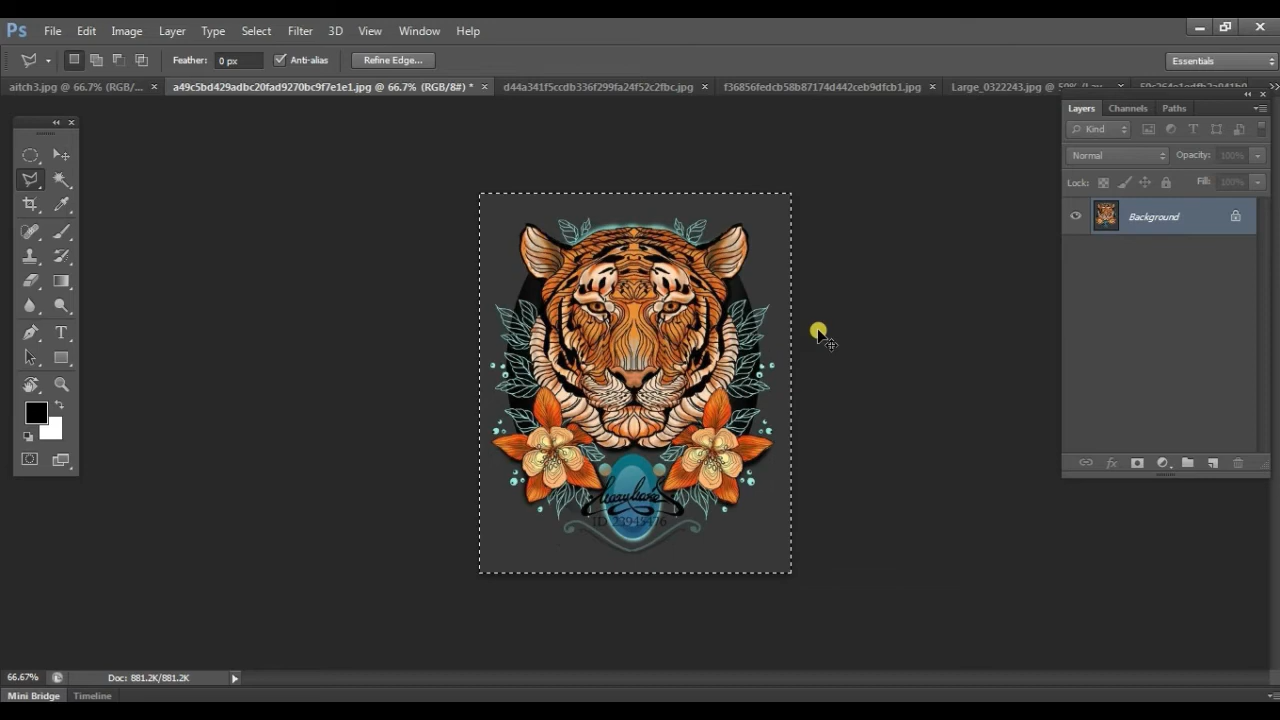 Ps File Edit Image Layer Type Select Filter 3D View Window Help
Feather: 0 px Anti-alias Refine Edge... Essentials
aitch3.jpg @ 66.7% (RGB/... × a49c5bd429adbc20fad9270bc9f7e1e1.jpg @ 66.7% (RGB/8#) * × d44a341f5ccdb336f299fa24f52c2fbc.jpg × f36856fedcb58b87174d442ceb9dfcb1.jpg × Large_0322243.jpg @
Layers Channels Paths
Kind
Normal Opacity: 100%
Lock: Fill: 100%
Background
ID 23945476
66.67% Doc: 881.2K/881.2K
Mini Bridge Timeline